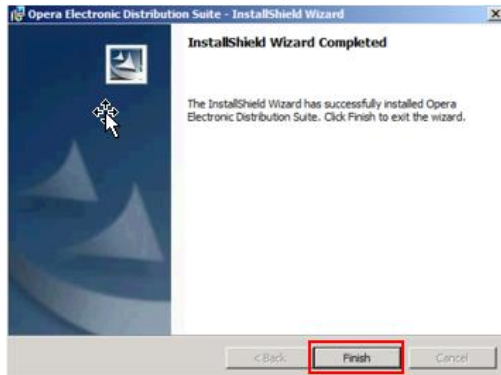 Opera Electronic Distribution Suite - InstallShield Wizard
InstallShield Wizard Completed
The InstallShield Wizard has successfully installed Opera
Electronic Distribution Suite. Click Finish to exit the wizard.
< Back
Finish
Cancel